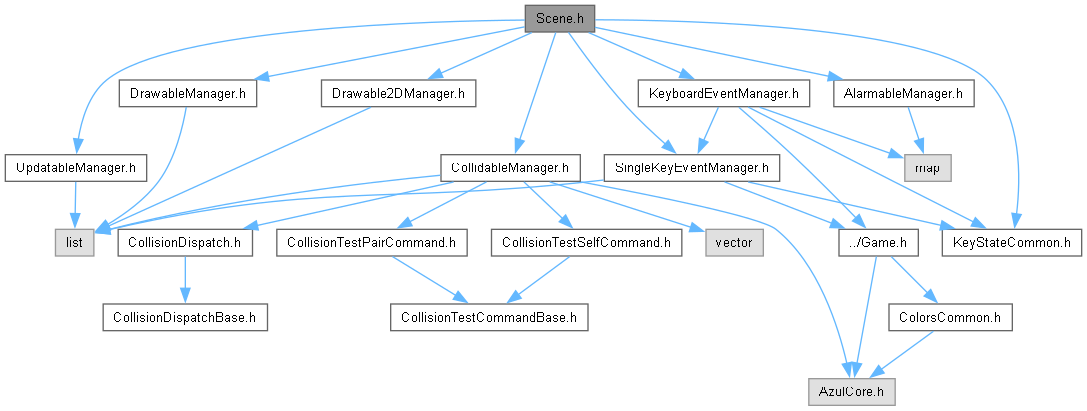 Scene.h
DrawableManager.h
Drawable2DManager.h
KeyboardEventManager.h
AlarmableManager.h
UpdatableManager.h
CollidableManager.h
SingleKeyEventManager.h
map
list
CollisionDispatch.h
CollisionTestPairCommand.h
CollisionTestSelfCommand.h
vector
../Game.h
KeyStateCommon.h
CollisionDispatchBase.h
CollisionTestCommandBase.h
ColorsCommon.h
AzulCore.h